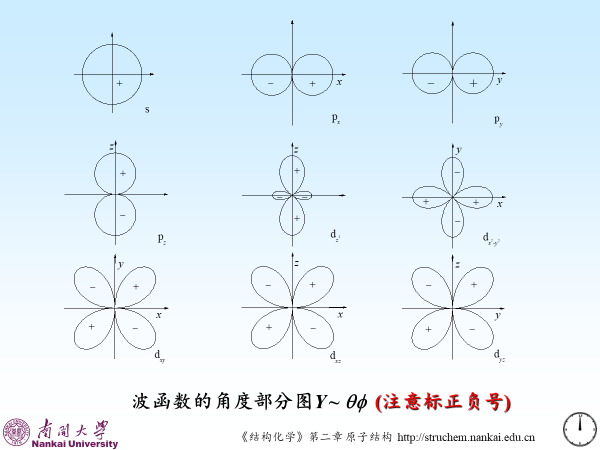 +
s
− + x
p_x
− + y
p_y
z
+
−
p_z
z
+
− −
+
d_z²
y
−
+ + x
−
d_x²-y²
y
− +
+ − x
d_xy
z
− +
+ − x
d_xz
z
− +
+ − y
d_yz
波函数的角度部分图Y~ θϕ (注意标正负号)
南开大学
Nankai University
《结构化学》第二章原子结构 http://struchem.nankai.edu.cn